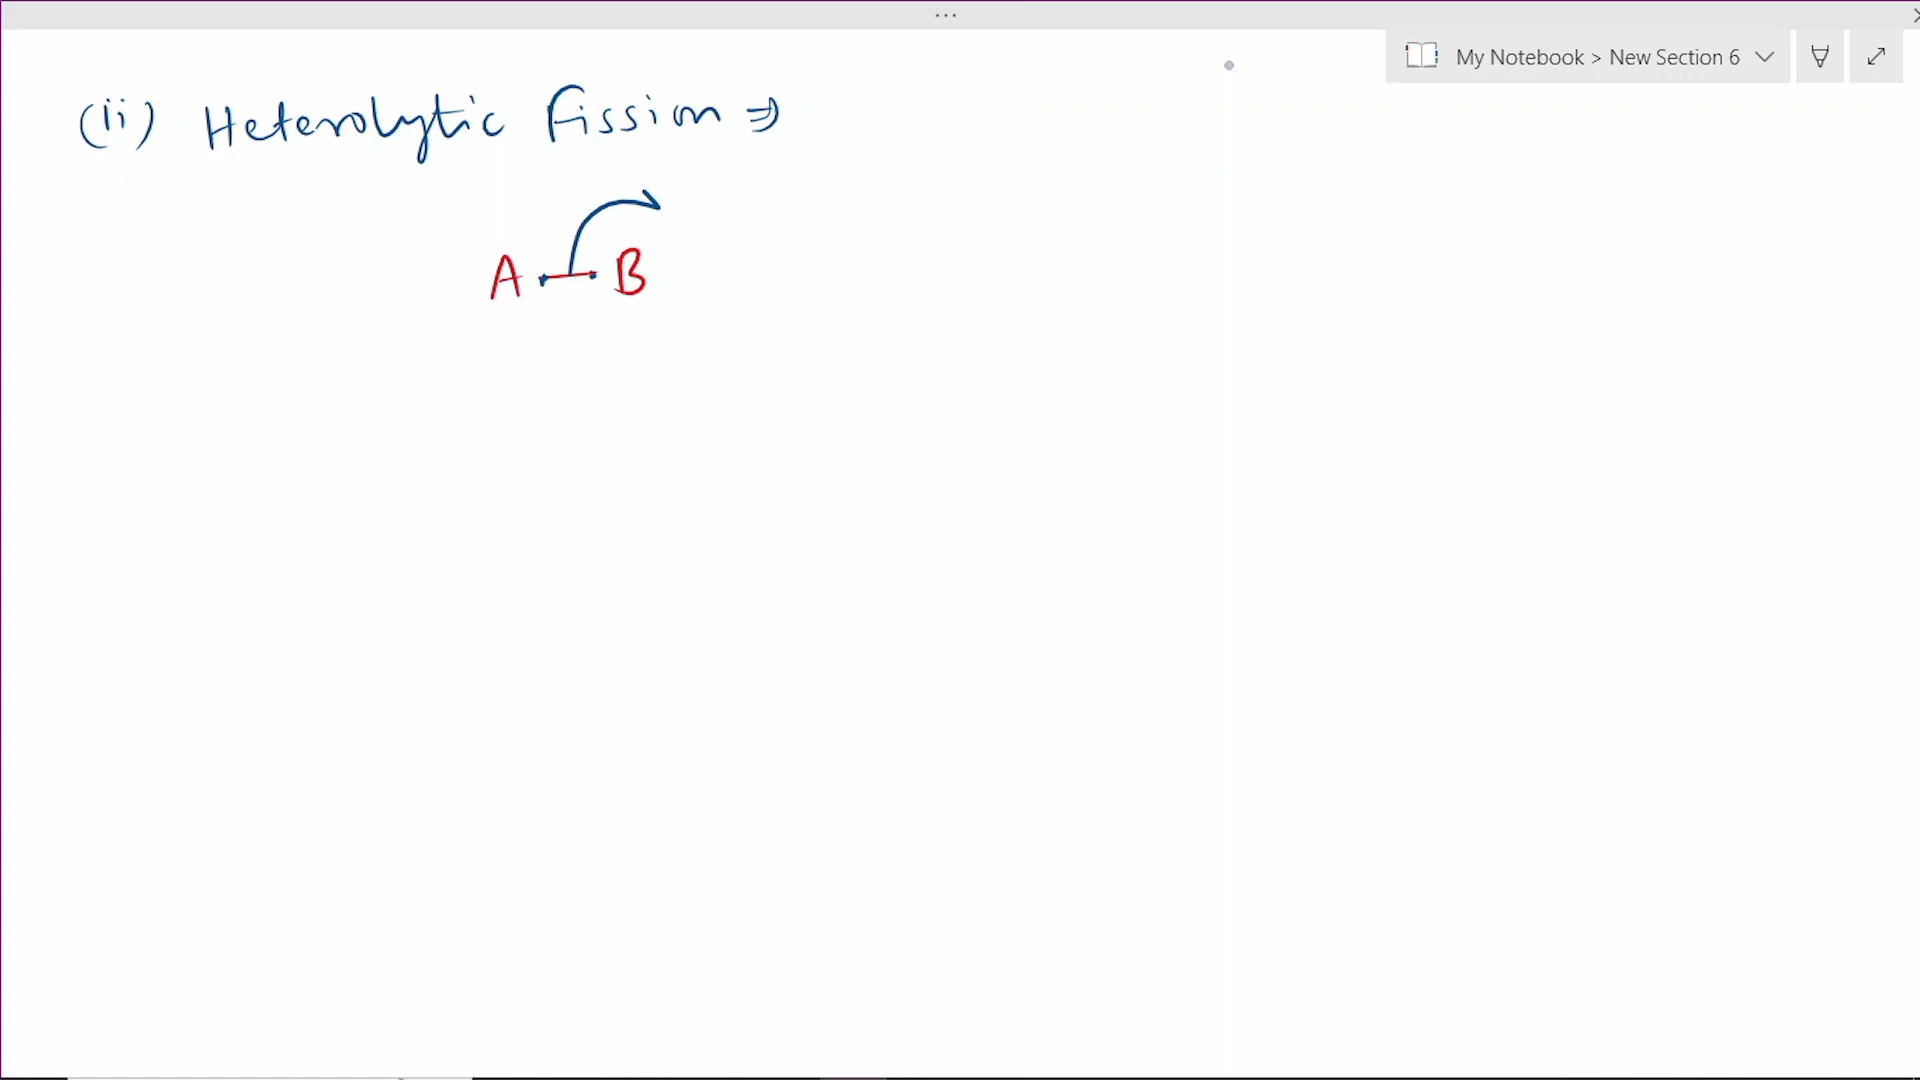 My Notebook > New Section 6
(ii) Heterolytic Fission ⇒
A - B